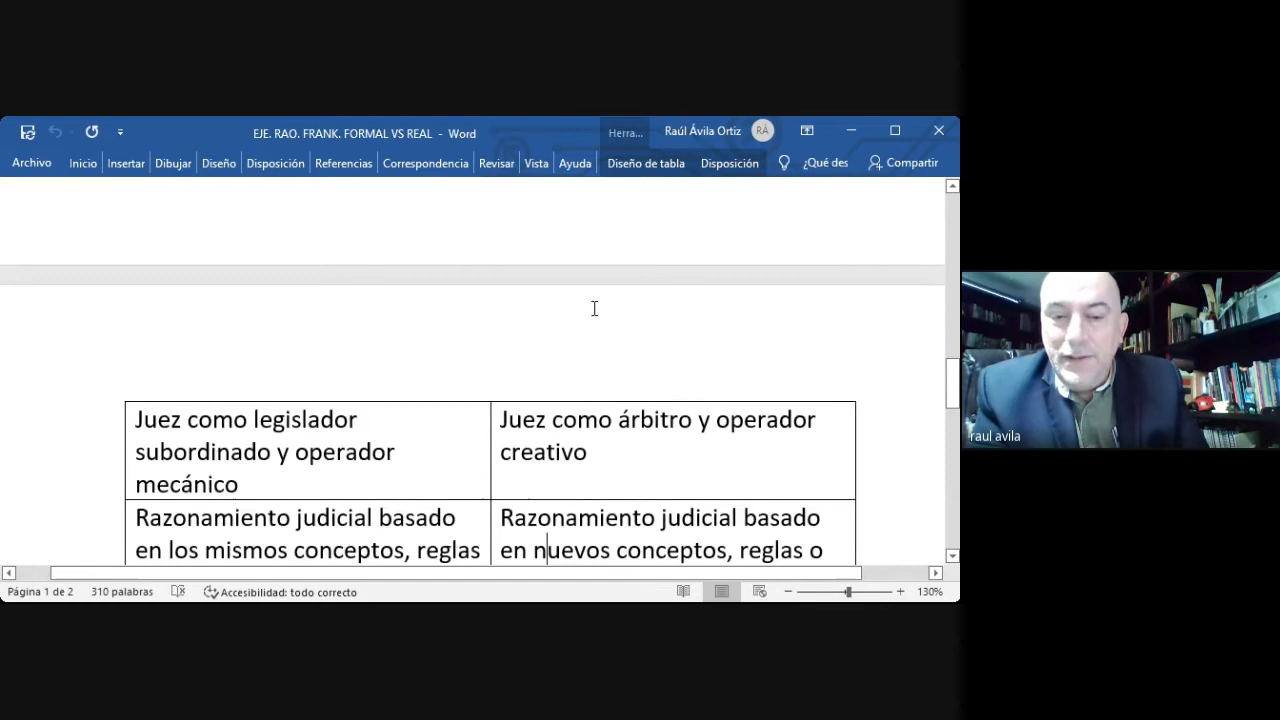 EJE. RAO. FRANK. FORMAL VS REAL - Word
Herra...
Raúl Ávila Ortiz
RÁ
Archivo
Inicio
Insertar
Dibujar
Diseño
Disposición
Referencias
Correspondencia
Revisar
Vista
Ayuda
Diseño de tabla
Disposición
¿Qué des
Compartir
Juez como legislador
subordinado y operador
mecánico
Juez como árbitro y operador
creativo
Razonamiento judicial basado
en los mismos conceptos, reglas
Razonamiento judicial basado
en nuevos conceptos, reglas o
Página 1 de 2
310 palabras
Accesibilidad: todo correcto
130%
raul avila